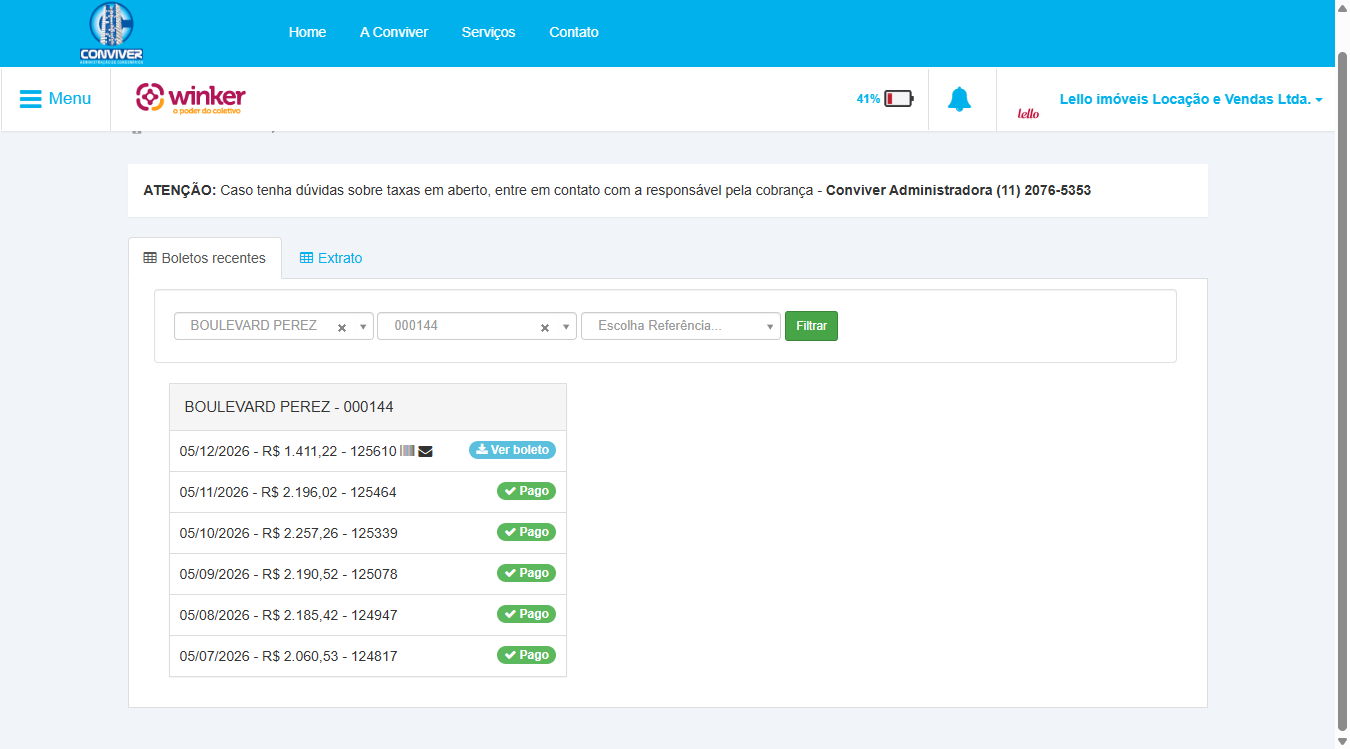 CONVIVER
Home A Conviver Serviços Contato
Menu
winker
o poder do coletivo
41%
lello
Lello imóveis Locação e Vendas Ltda.
ATENÇÃO: Caso tenha dúvidas sobre taxas em aberto, entre em contato com a responsável pela cobrança - Conviver Administradora (11) 2076-5353
Boletos recentes Extrato
BOULEVARD PEREZ 000144 Escolha Referência... Filtrar
BOULEVARD PEREZ - 000144
05/12/2026 - R$ 1.411,22 - 125610 Ver boleto
05/11/2026 - R$ 2.196,02 - 125464 Pago
05/10/2026 - R$ 2.257,26 - 125339 Pago
05/09/2026 - R$ 2.190,52 - 125078 Pago
05/08/2026 - R$ 2.185,42 - 124947 Pago
05/07/2026 - R$ 2.060,53 - 124817 Pago